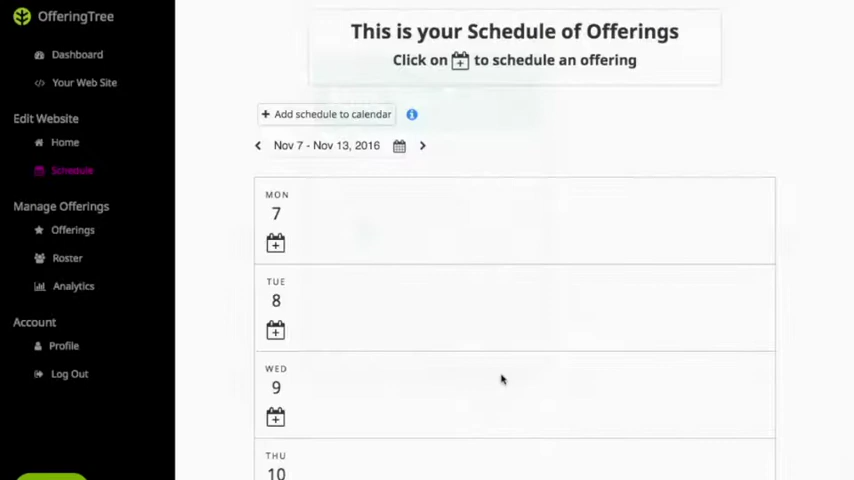 OfferingTree
Dashboard
Your Web Site
Edit Website
Home
Schedule
Manage Offerings
Offerings
Roster
Analytics
Account
Profile
Log Out
This is your Schedule of Offerings
Click on to schedule an offering
+ Add schedule to calendar
Nov 7 - Nov 13, 2016
MON
7
TUE
8
WED
9
THU
10